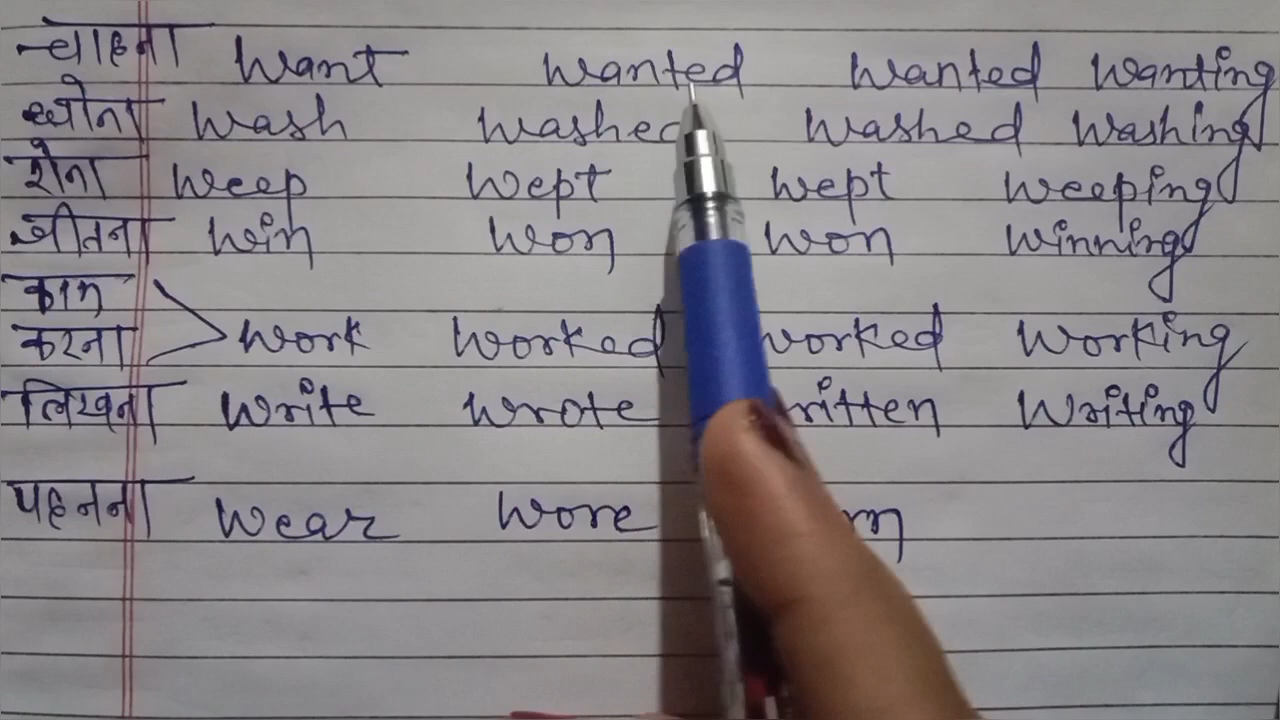 चाहना Want Wanted Wanted Wanting
धोना Wash Washed Washed Washing
रोना Weep Wept Wept Weeping
जीतना Win Won Won Winning
काम
करना Work Worked Worked Working
लिखना Write Wrote Writing
पहनना Wear Wore